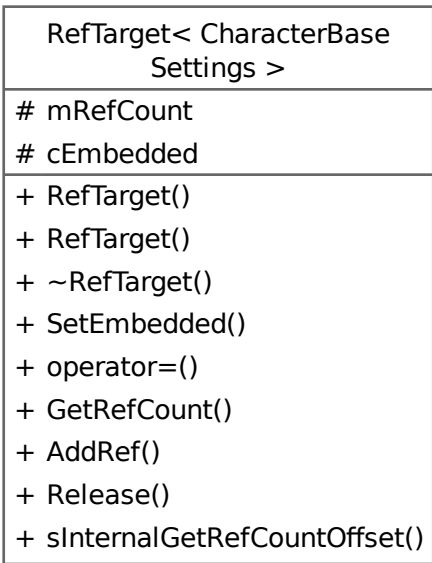 RefTarget< CharacterBase
Settings >
# mRefCount
# cEmbedded
+ RefTarget()
+ RefTarget()
+ ~RefTarget()
+ SetEmbedded()
+ operator=()
+ GetRefCount()
+ AddRef()
+ Release()
+ sInternalGetRefCountOffset()